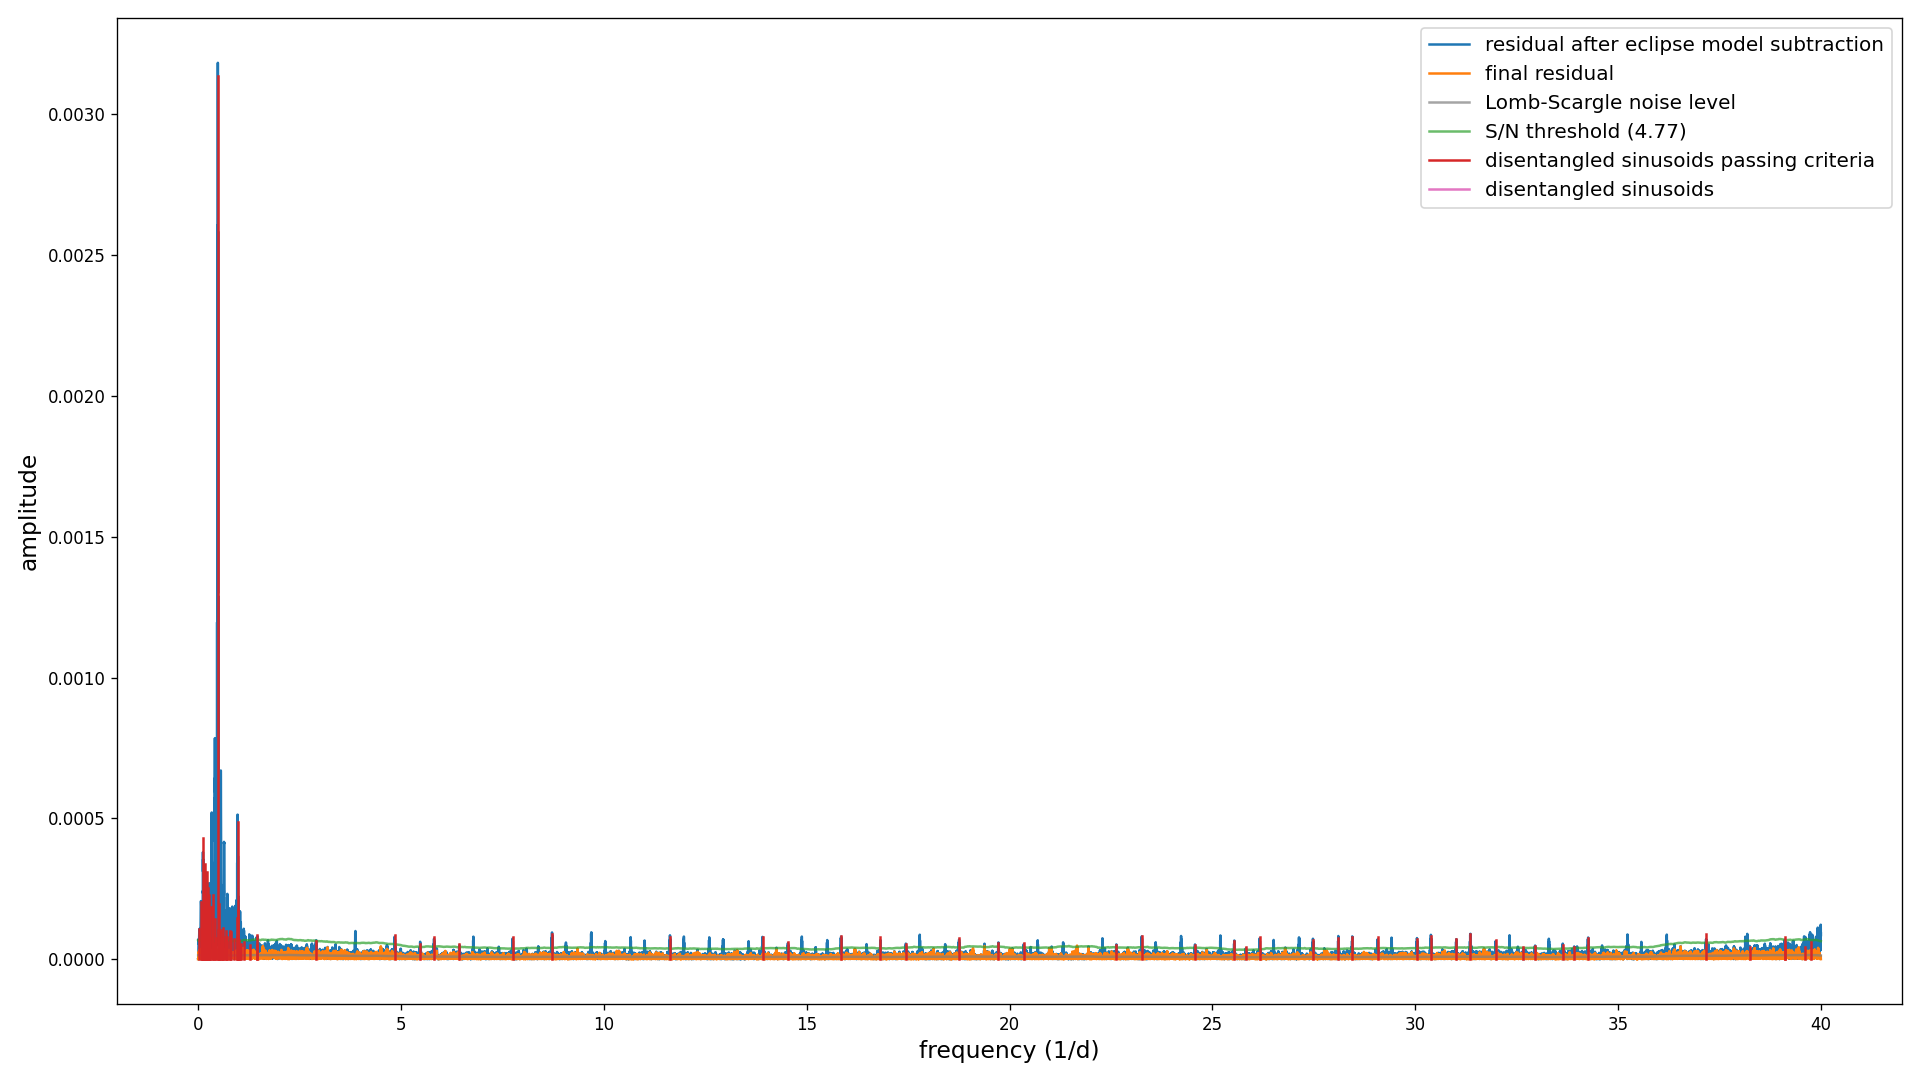 residual after eclipse model subtraction
final residual
Lomb-Scargle noise level
S/N threshold (4.77)
disentangled sinusoids passing criteria
disentangled sinusoids
amplitude
0.0030
0.0025
0.0020
0.0015
0.0010
0.0005
0.0000
0 5 10 15 20 25 30 35 40
frequency (1/d)